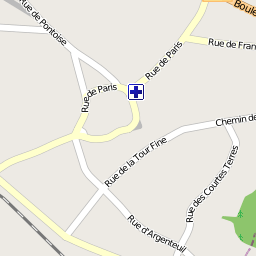 Boule
Rue de Pontoise
Rue de Paris
Rue de Fran
Rue de Paris
Chemin de
Rue de la Tour Fine
Rue des Courtes Terres
Rue d'Argenteuil